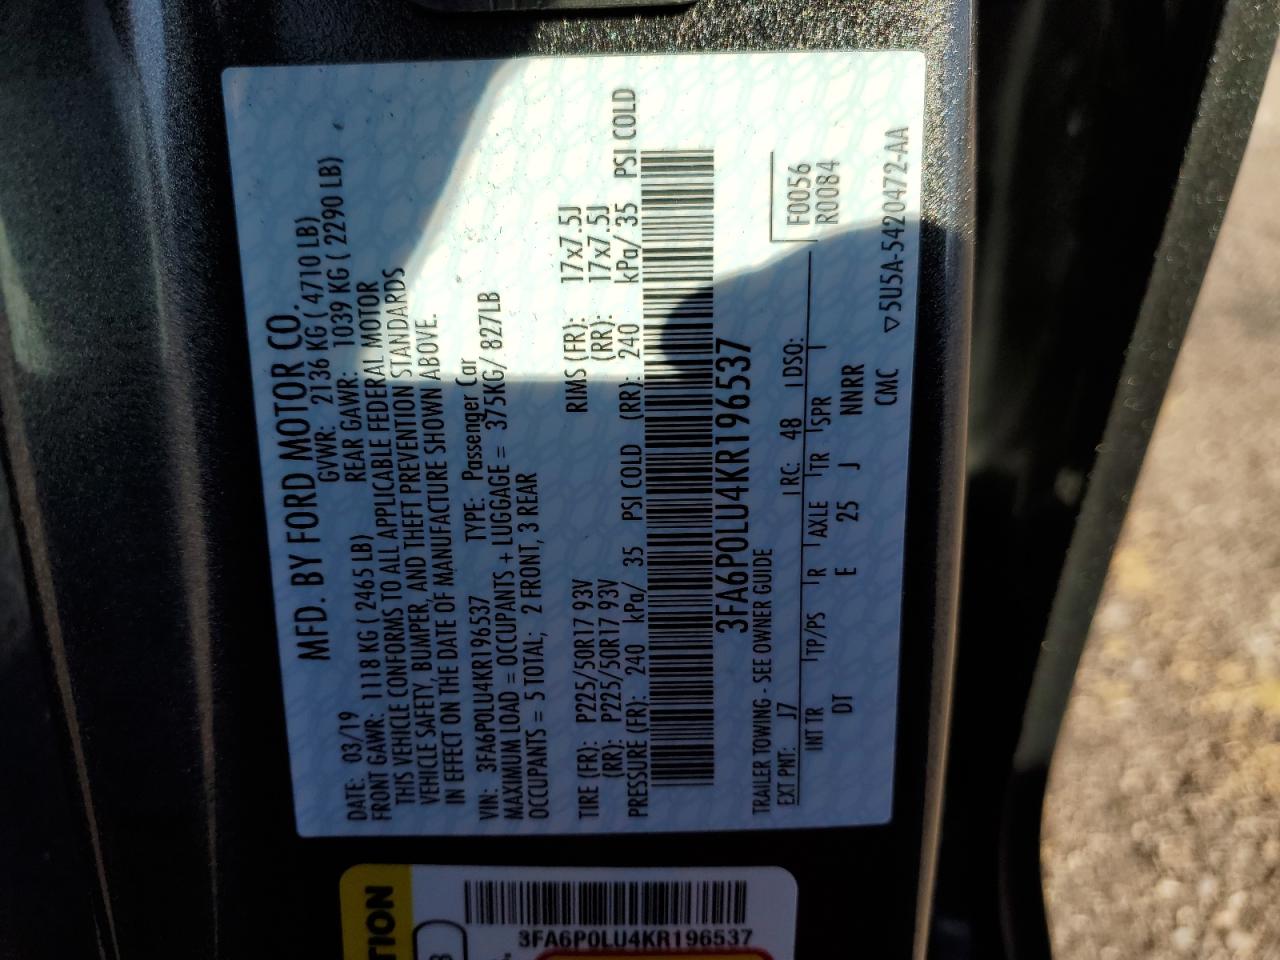 MFD. BY FORD MOTOR CO.
DATE: 03/19 GVWR: 2136 KG ( 4710 LB)
FRONT GAWR: 1118 KG ( 2465 LB) REAR GAWR: 1039 KG ( 2290 LB)
THIS VEHICLE CONFORMS TO ALL APPLICABLE FEDERAL MOTOR
VEHICLE SAFETY, BUMPER, AND THEFT PREVENTION STANDARDS
IN EFFECT ON THE DATE OF MANUFACTURE SHOWN ABOVE.
VIN: 3FA6P0LU4KR196537 TYPE: Passenger Car
MAXIMUM LOAD = OCCUPANTS + LUGGAGE = 375KG/ 827LB
OCCUPANTS = 5 TOTAL; 2 FRONT, 3 REAR
TIRE (FR): P225/50R17 93V RIMS (FR): 17x7.5J
(RR): P225/50R17 93V (RR): 17x7.5J
PRESSURE (FR): 240 kPa/ 35 PSI COLD (RR): 240 kPa/ 35 PSI COLD
3FA6P0LU4KR196537
F0056
R0084
TRAILER TOWING - SEE OWNER GUIDE
EXT PNT: J7 RC: 48 DSO:
INT TR TP/PS R AXLE TR SPR
DT E 25 J NNRR
CMC ▽5U5A-5420472-AA
TION
3FA6P0LU4KR196537